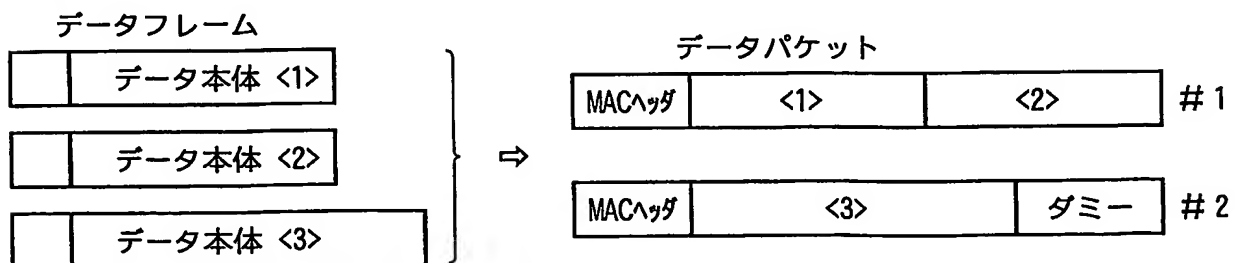 データフレーム
データ本体 <1>
データ本体 <2>
データ本体 <3>
⇨
データパケット
MACヘッダ <1> <2> #1
MACヘッダ <3> ダミー #2